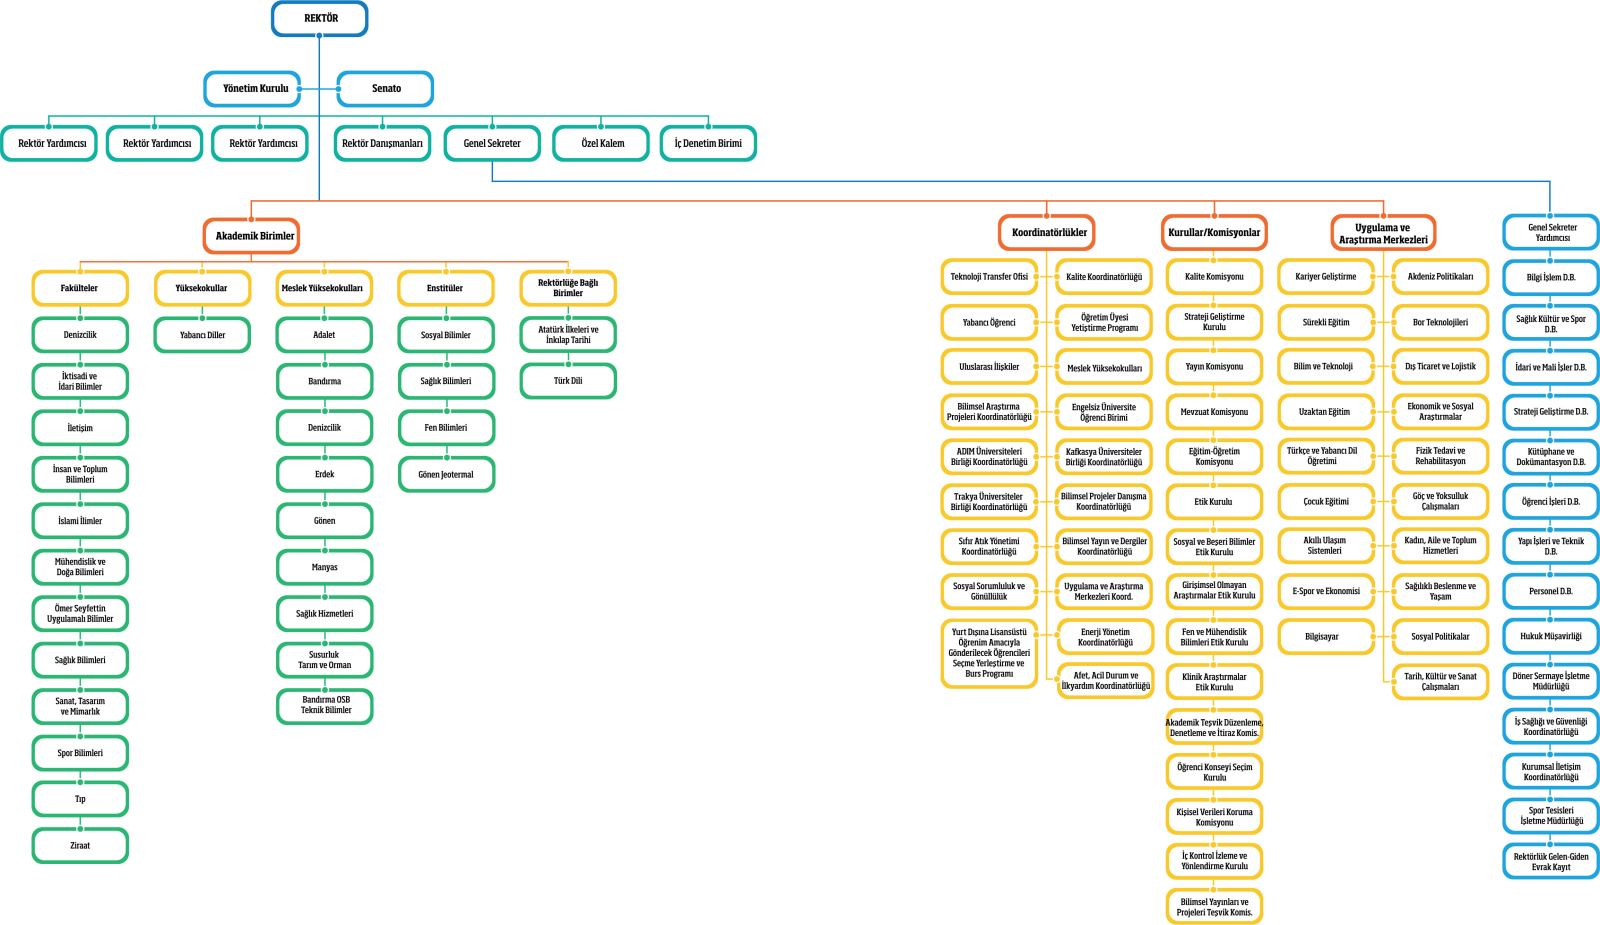 REKTÖR
Yönetim Kurulu
Senato
Rektör Yardımcısı
Rektör Yardımcısı
Rektör Yardımcısı
Rektör Danışmanları
Genel Sekreter
Özel Kalem
İç Denetim Birimi
Akademik Birimler
Fakülteler
Denizcilik
İktisadi ve
İdari Bilimler
İletişim
İnsan ve Toplum
Bilimleri
İslami İlimler
Mühendislik ve
Doğa Bilimleri
Ömer Seyfettin
Uygulamalı Bilimler
Sağlık Bilimleri
Sanat, Tasarım
ve Mimarlık
Spor Bilimleri
Tıp
Ziraat
Yüksekokullar
Yabancı Diller
Meslek Yüksekokulları
Adalet
Bandırma
Denizcilik
Erdek
Gönen
Manyas
Sağlık Hizmetleri
Susurluk
Tarım ve Orman
Bandırma OSB
Teknik Bilimler
Enstitüler
Sosyal Bilimler
Sağlık Bilimleri
Fen Bilimleri
Gönen Jeotermal
Rektörlüğe Bağlı
Birimler
Atatürk İlkeleri ve
İnkılap Tarihi
Türk Dili
Koordinatörlükler
Teknoloji Transfer Ofisi
Yabancı Öğrenci
Uluslarası İlişkiler
Bilimsel Araştırma
Projeleri Koordinatörlüğü
ADIM Üniversiteleri
Birliği Koordinatörlüğü
Trakya Üniversiteler
Birliği Koordinatörlüğü
Sıfır Atık Yönetimi
Koordinatörlüğü
Sosyal Sorumluluk ve
Gönüllülük
Yurt Dışına Lisansüstü
Öğrenim Amacıyla
Gönderilecek Öğrencileri
Seçme Yerleştirme ve
Burs Programı
Kalite Koordinatörlüğü
Öğretim Üyesi
Yetiştirme Programı
Meslek Yüksekokulları
Engelsiz Üniversite
Öğrenci Birimi
Kafkasya Üniversiteler
Birliği Koordinatörlüğü
Bilimsel Projeler Danışma
Koordinatörlüğü
Bilimsel Yayın ve Dergiler
Koordinatörlüğü
Uygulama ve Araştırma
Merkezleri Koord.
Enerji Yönetim
Koordinatörlüğü
Afet, Acil Durum ve
İlkyardım Koordinatörlüğü
Kurullar/Komisyonlar
Kalite Komisyonu
Strateji Geliştirme
Kurulu
Yayın Komisyonu
Mevzuat Komisyonu
Eğitim-Öğretim
Komisyonu
Etik Kurulu
Sosyal ve Beşeri Bilimler
Etik Kurulu
Girişimsel Olmayan
Araştırmalar Etik Kurulu
Fen ve Mühendislik
Bilimleri Etik Kurulu
Klinik Araştırmalar
Etik Kurulu
Akademik Teşvik Düzenleme,
Denetleme ve İtiraz Komis.
Öğrenci Konseyi Seçim
Kurulu
Kişisel Verileri Koruma
Komisyonu
İç Kontrol İzleme ve
Yönlendirme Kurulu
Bilimsel Yayınları ve
Projeleri Teşvik Komis.
Uygulama ve
Araştırma Merkezleri
Kariyer Geliştirme
Sürekli Eğitim
Bilim ve Teknoloji
Uzaktan Eğitim
Türkçe ve Yabancı Dil
Öğretimi
Çocuk Eğitimi
Akıllı Ulaşım
Sistemleri
E-Spor ve Ekonomisi
Bilgisayar
Akdeniz Politikaları
Bor Teknolojileri
Dış Ticaret ve Lojistik
Ekonomik ve Sosyal
Araştırmalar
Fizik Tedavi ve
Rehabilitasyon
Göç ve Yoksulluk
Çalışmaları
Kadın, Aile ve Toplum
Hizmetleri
Sağlıklı Beslenme ve
Yaşam
Sosyal Politikalar
Tarih, Kültür ve Sanat
Çalışmaları
Genel Sekreter
Yardımcısı
Bilgi İşlem D.B.
Sağlık Kültür ve Spor
D.B.
İdari ve Mali İşler D.B.
Strateji Geliştirme D.B.
Kütüphane ve
Dokümantasyon D.B.
Öğrenci İşleri D.B.
Yapı İşleri ve Teknik
D.B.
Personel D.B.
Hukuk Müşavirliği
Döner Sermaye İşletme
Müdürlüğü
İş Sağlığı ve Güvenliği
Koordinatörlüğü
Kurumsal İletişim
Koordinatörlüğü
Spor Tesisleri
İşletme Müdürlüğü
Rektörlük Gelen-Giden
Evrak Kayıt